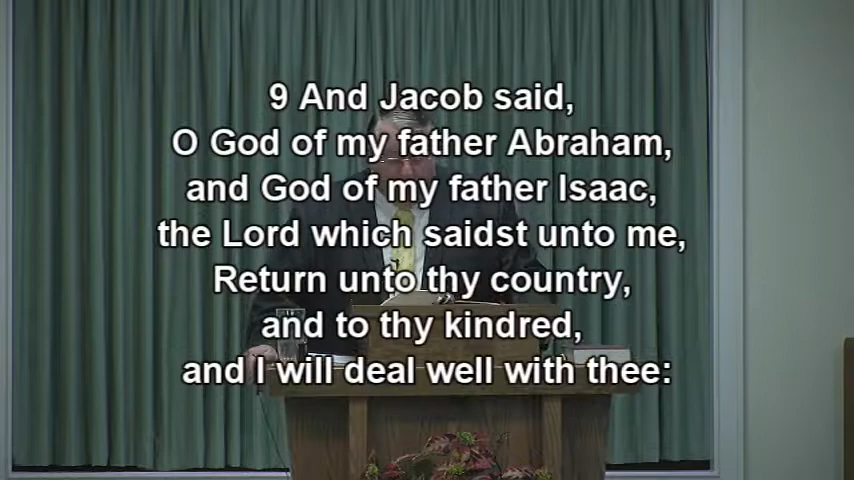 9 And Jacob said,
O God of my father Abraham,
and God of my father Isaac,
the Lord which saidst unto me,
Return unto thy country,
and to thy kindred,
and I will deal well with thee: